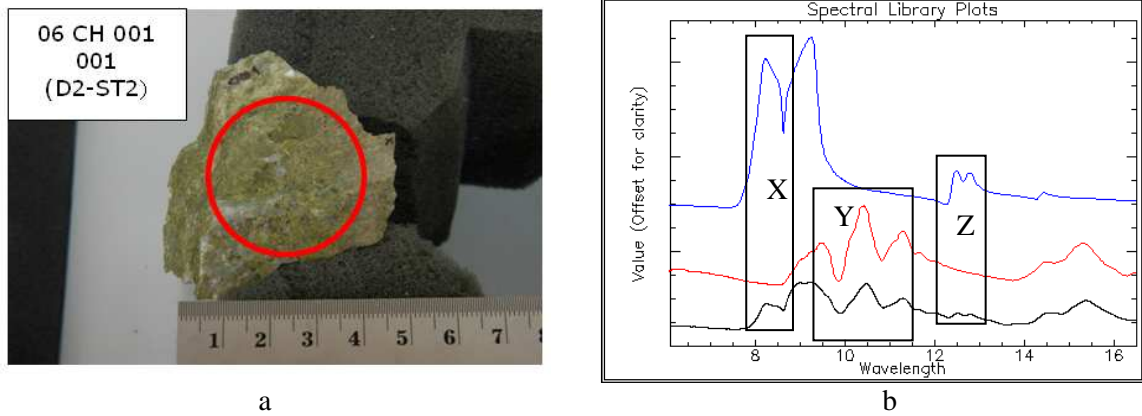 06 CH 001
001
(D2-ST2)
1 2 3 4 5 6 7
a
Spectral Library Plots
Value (Offset for clarity)
X
Y
Z
8 10 12 14 16
Wavelength
b